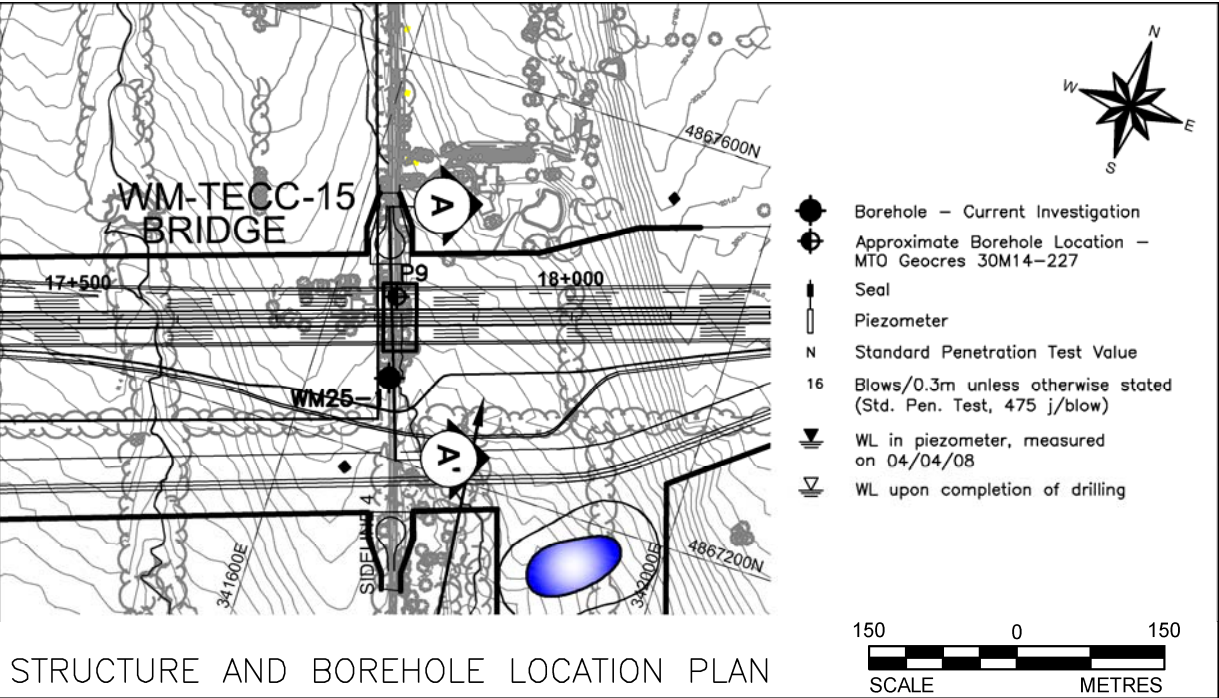 N
W
E
S
4867600N
WM-TECC-15
BRIDGE
A
P9
17+500
18+000
WM25-1
A'
SIDELINE 4
341600E
342000E
4867200N
Borehole – Current Investigation
Approximate Borehole Location –
MTO Geocres 30M14-227
Seal
Piezometer
N Standard Penetration Test Value
16 Blows/0.3m unless otherwise stated
(Std. Pen. Test, 475 j/blow)
WL in piezometer, measured
on 04/04/08
WL upon completion of drilling
STRUCTURE AND BOREHOLE LOCATION PLAN
150 0 150
SCALE METRES